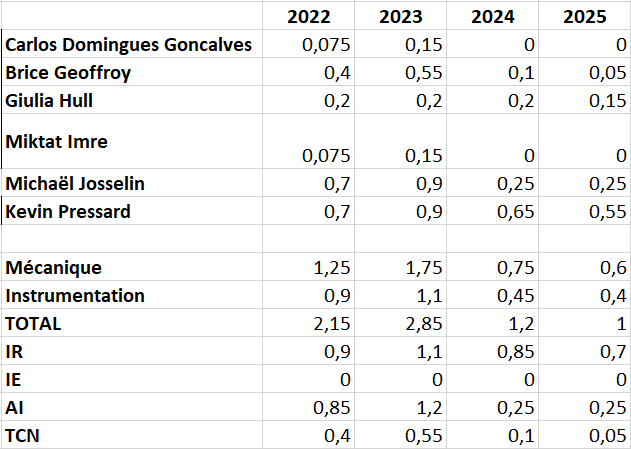 2022 2023 2024 2025
Carlos Domingues Goncalves 0,075 0,15 0 0
Brice Geoffroy 0,4 0,55 0,1 0,05
Giulia Hull 0,2 0,2 0,2 0,15
Miktat Imre 0,075 0,15 0 0
Michaël Josselin 0,7 0,9 0,25 0,25
Kevin Pressard 0,7 0,9 0,65 0,55
Mécanique 1,25 1,75 0,75 0,6
Instrumentation 0,9 1,1 0,45 0,4
TOTAL 2,15 2,85 1,2 1
IR 0,9 1,1 0,85 0,7
IE 0 0 0 0
AI 0,85 1,2 0,25 0,25
TCN 0,4 0,55 0,1 0,05